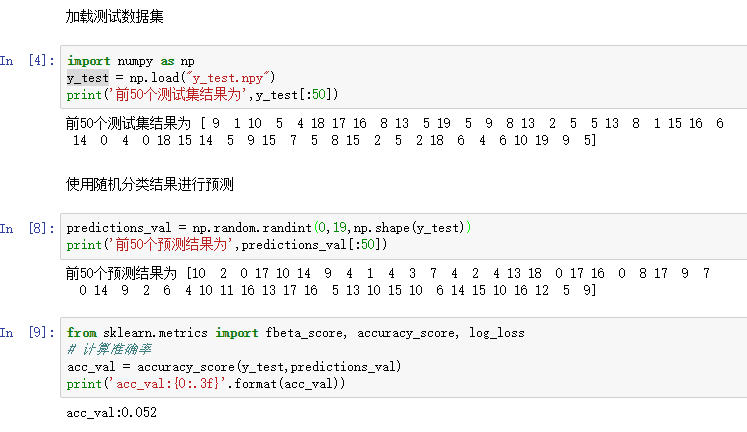 加载测试数据集
In [4]: import numpy as np
y_test = np.load("y_test.npy")
print('前50个测试集结果为',y_test[:50])
前50个测试集结果为 [ 9 1 10 5 4 18 17 16 8 13 5 19 5 9 8 13 2 5 5 13 8 1 15 16 6
14 0 4 0 18 15 14 5 9 15 7 5 8 15 2 5 2 18 6 4 6 10 19 9 5]
使用随机分类结果进行预测
In [8]: predictions_val = np.random.randint(0,19,np.shape(y_test))
print('前50个预测结果为',predictions_val[:50])
前50个预测结果为 [10 2 0 17 10 14 9 4 1 4 3 7 4 2 4 13 18 0 17 16 0 8 17 9 7
0 14 9 2 6 4 10 11 16 13 17 16 5 13 10 15 10 6 14 15 10 16 12 5 9]
In [9]: from sklearn.metrics import fbeta_score, accuracy_score, log_loss
# 计算准确率
acc_val = accuracy_score(y_test,predictions_val)
print('acc_val:{0:.3f}'.format(acc_val))
acc_val:0.052